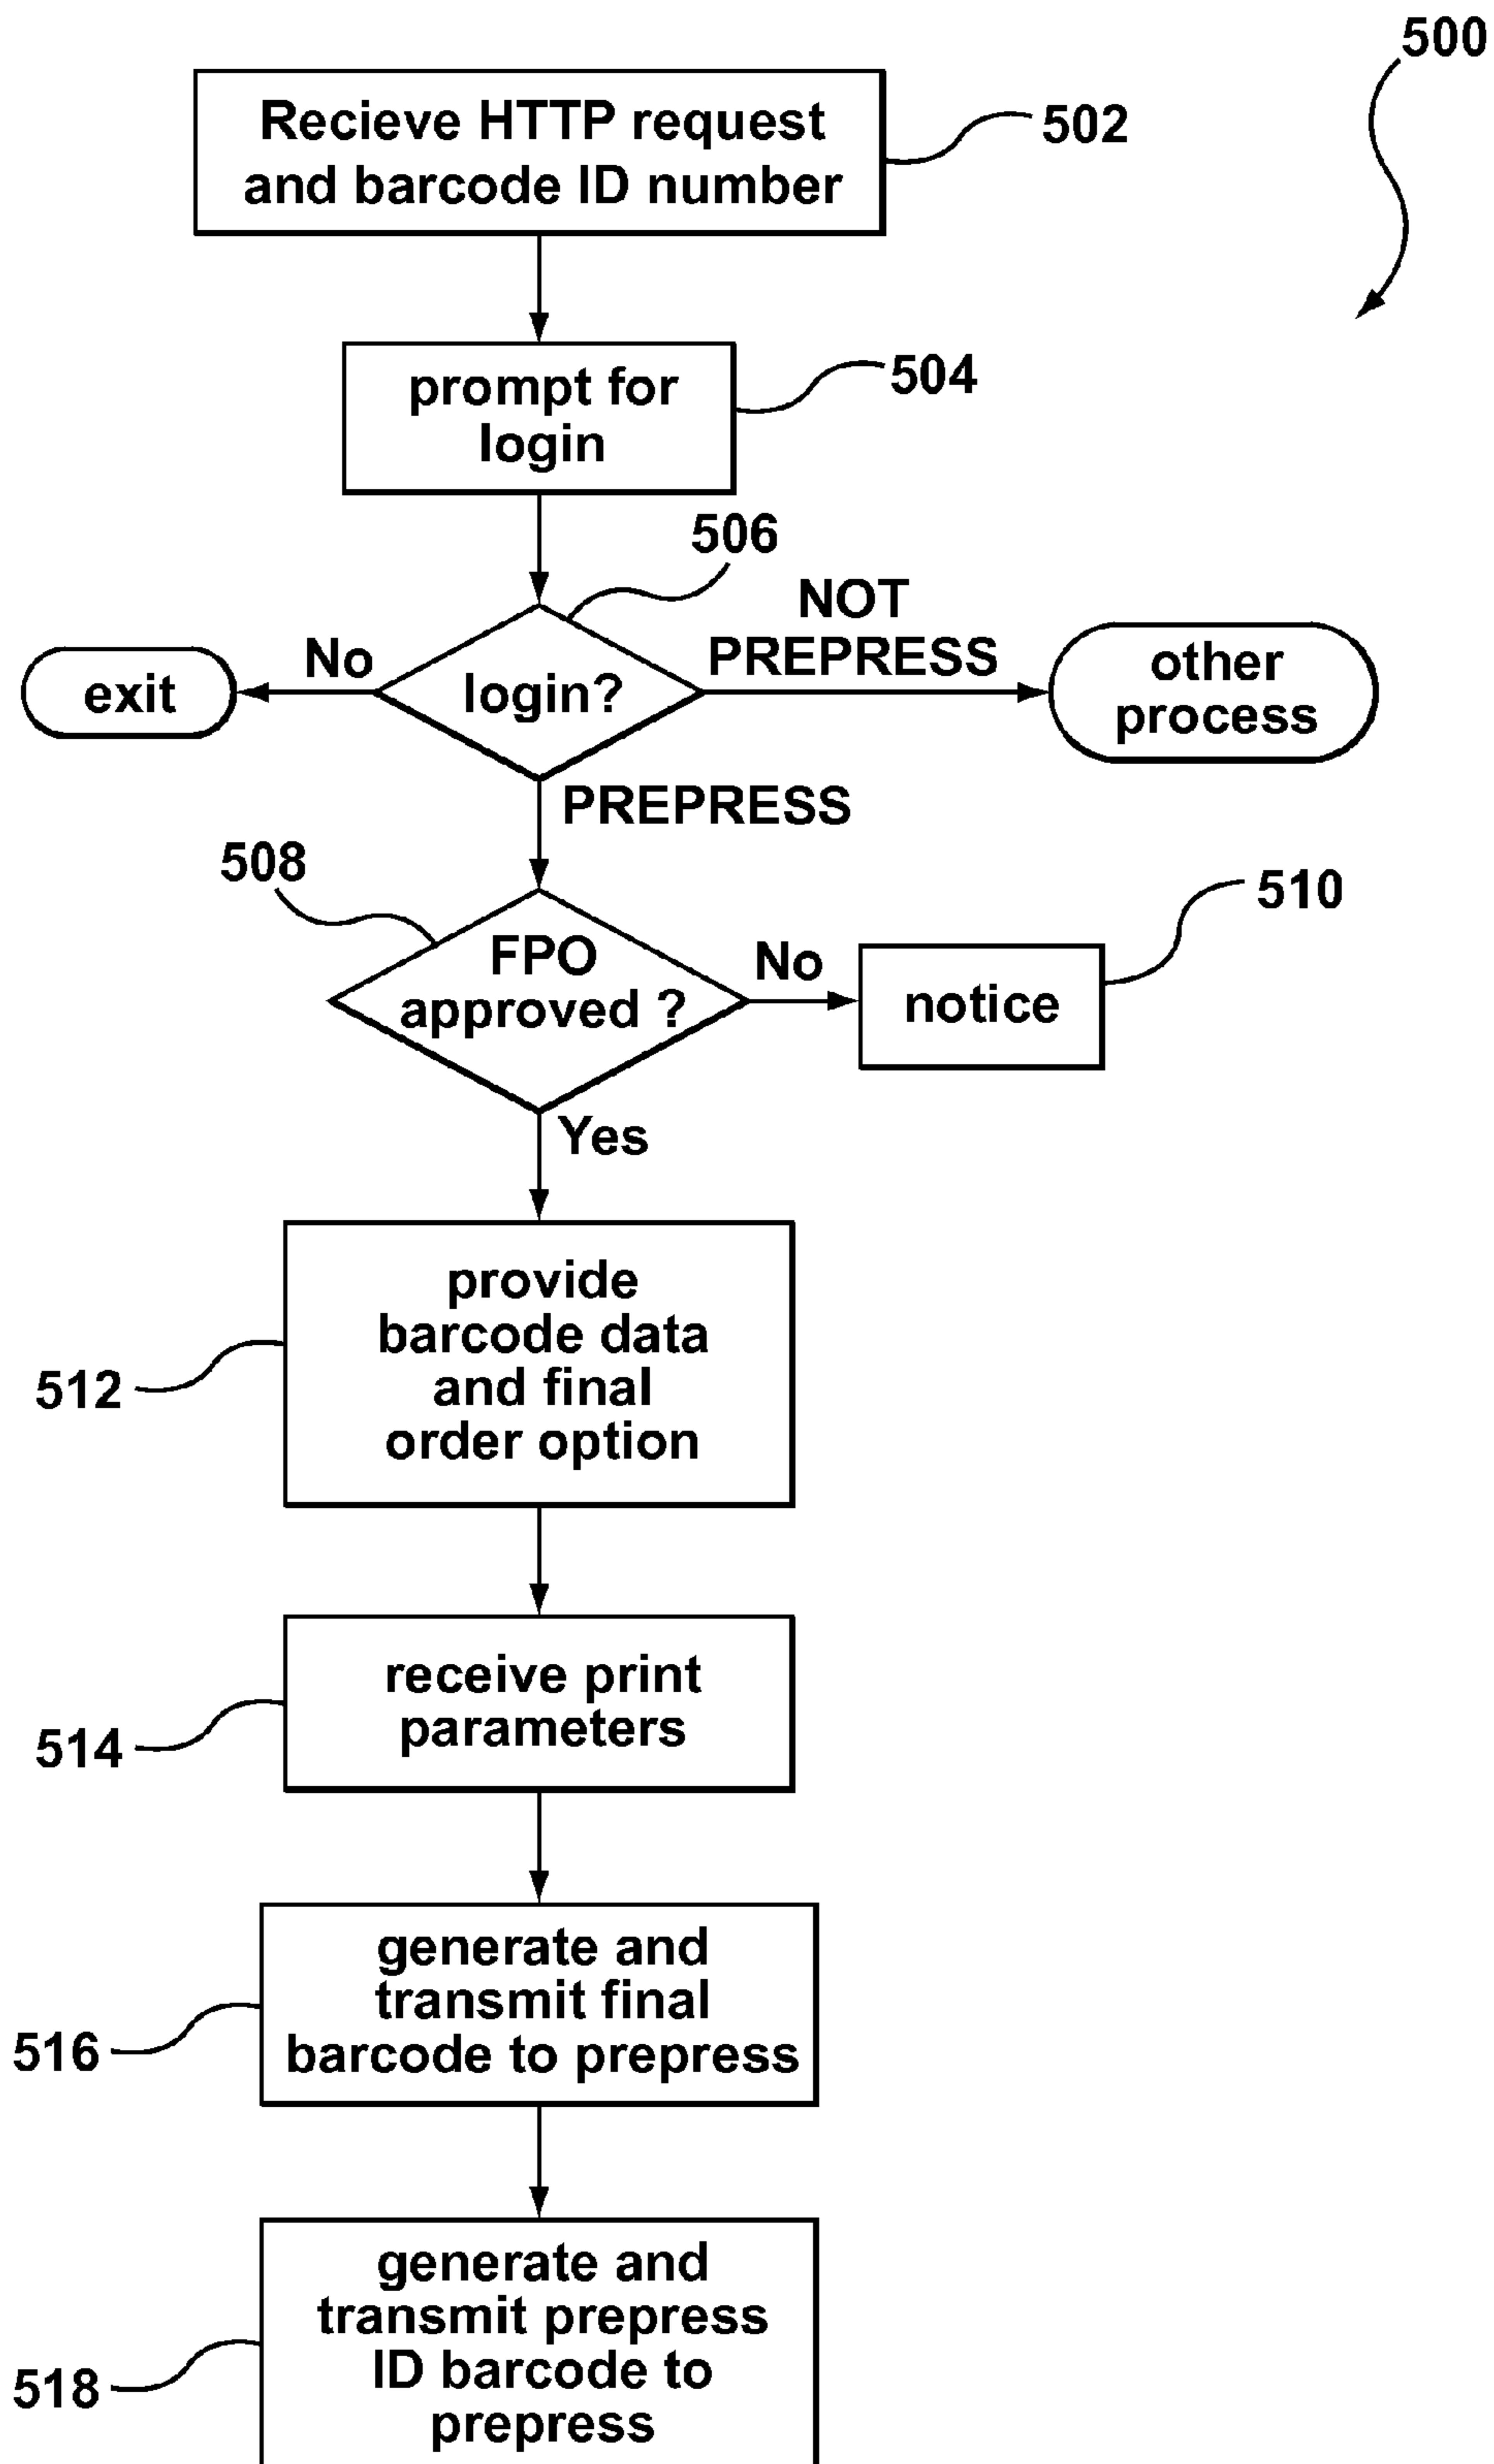 500
Recieve HTTP request
and barcode ID number
502
prompt for
login
504
506
NOT
PREPRESS
No
login?
exit
other
process
PREPRESS
508
FPO
approved ?
No
notice
510
Yes
provide
barcode data
and final
order option
512
receive print
parameters
514
generate and
transmit final
barcode to prepress
516
generate and
transmit prepress
ID barcode to
prepress
518